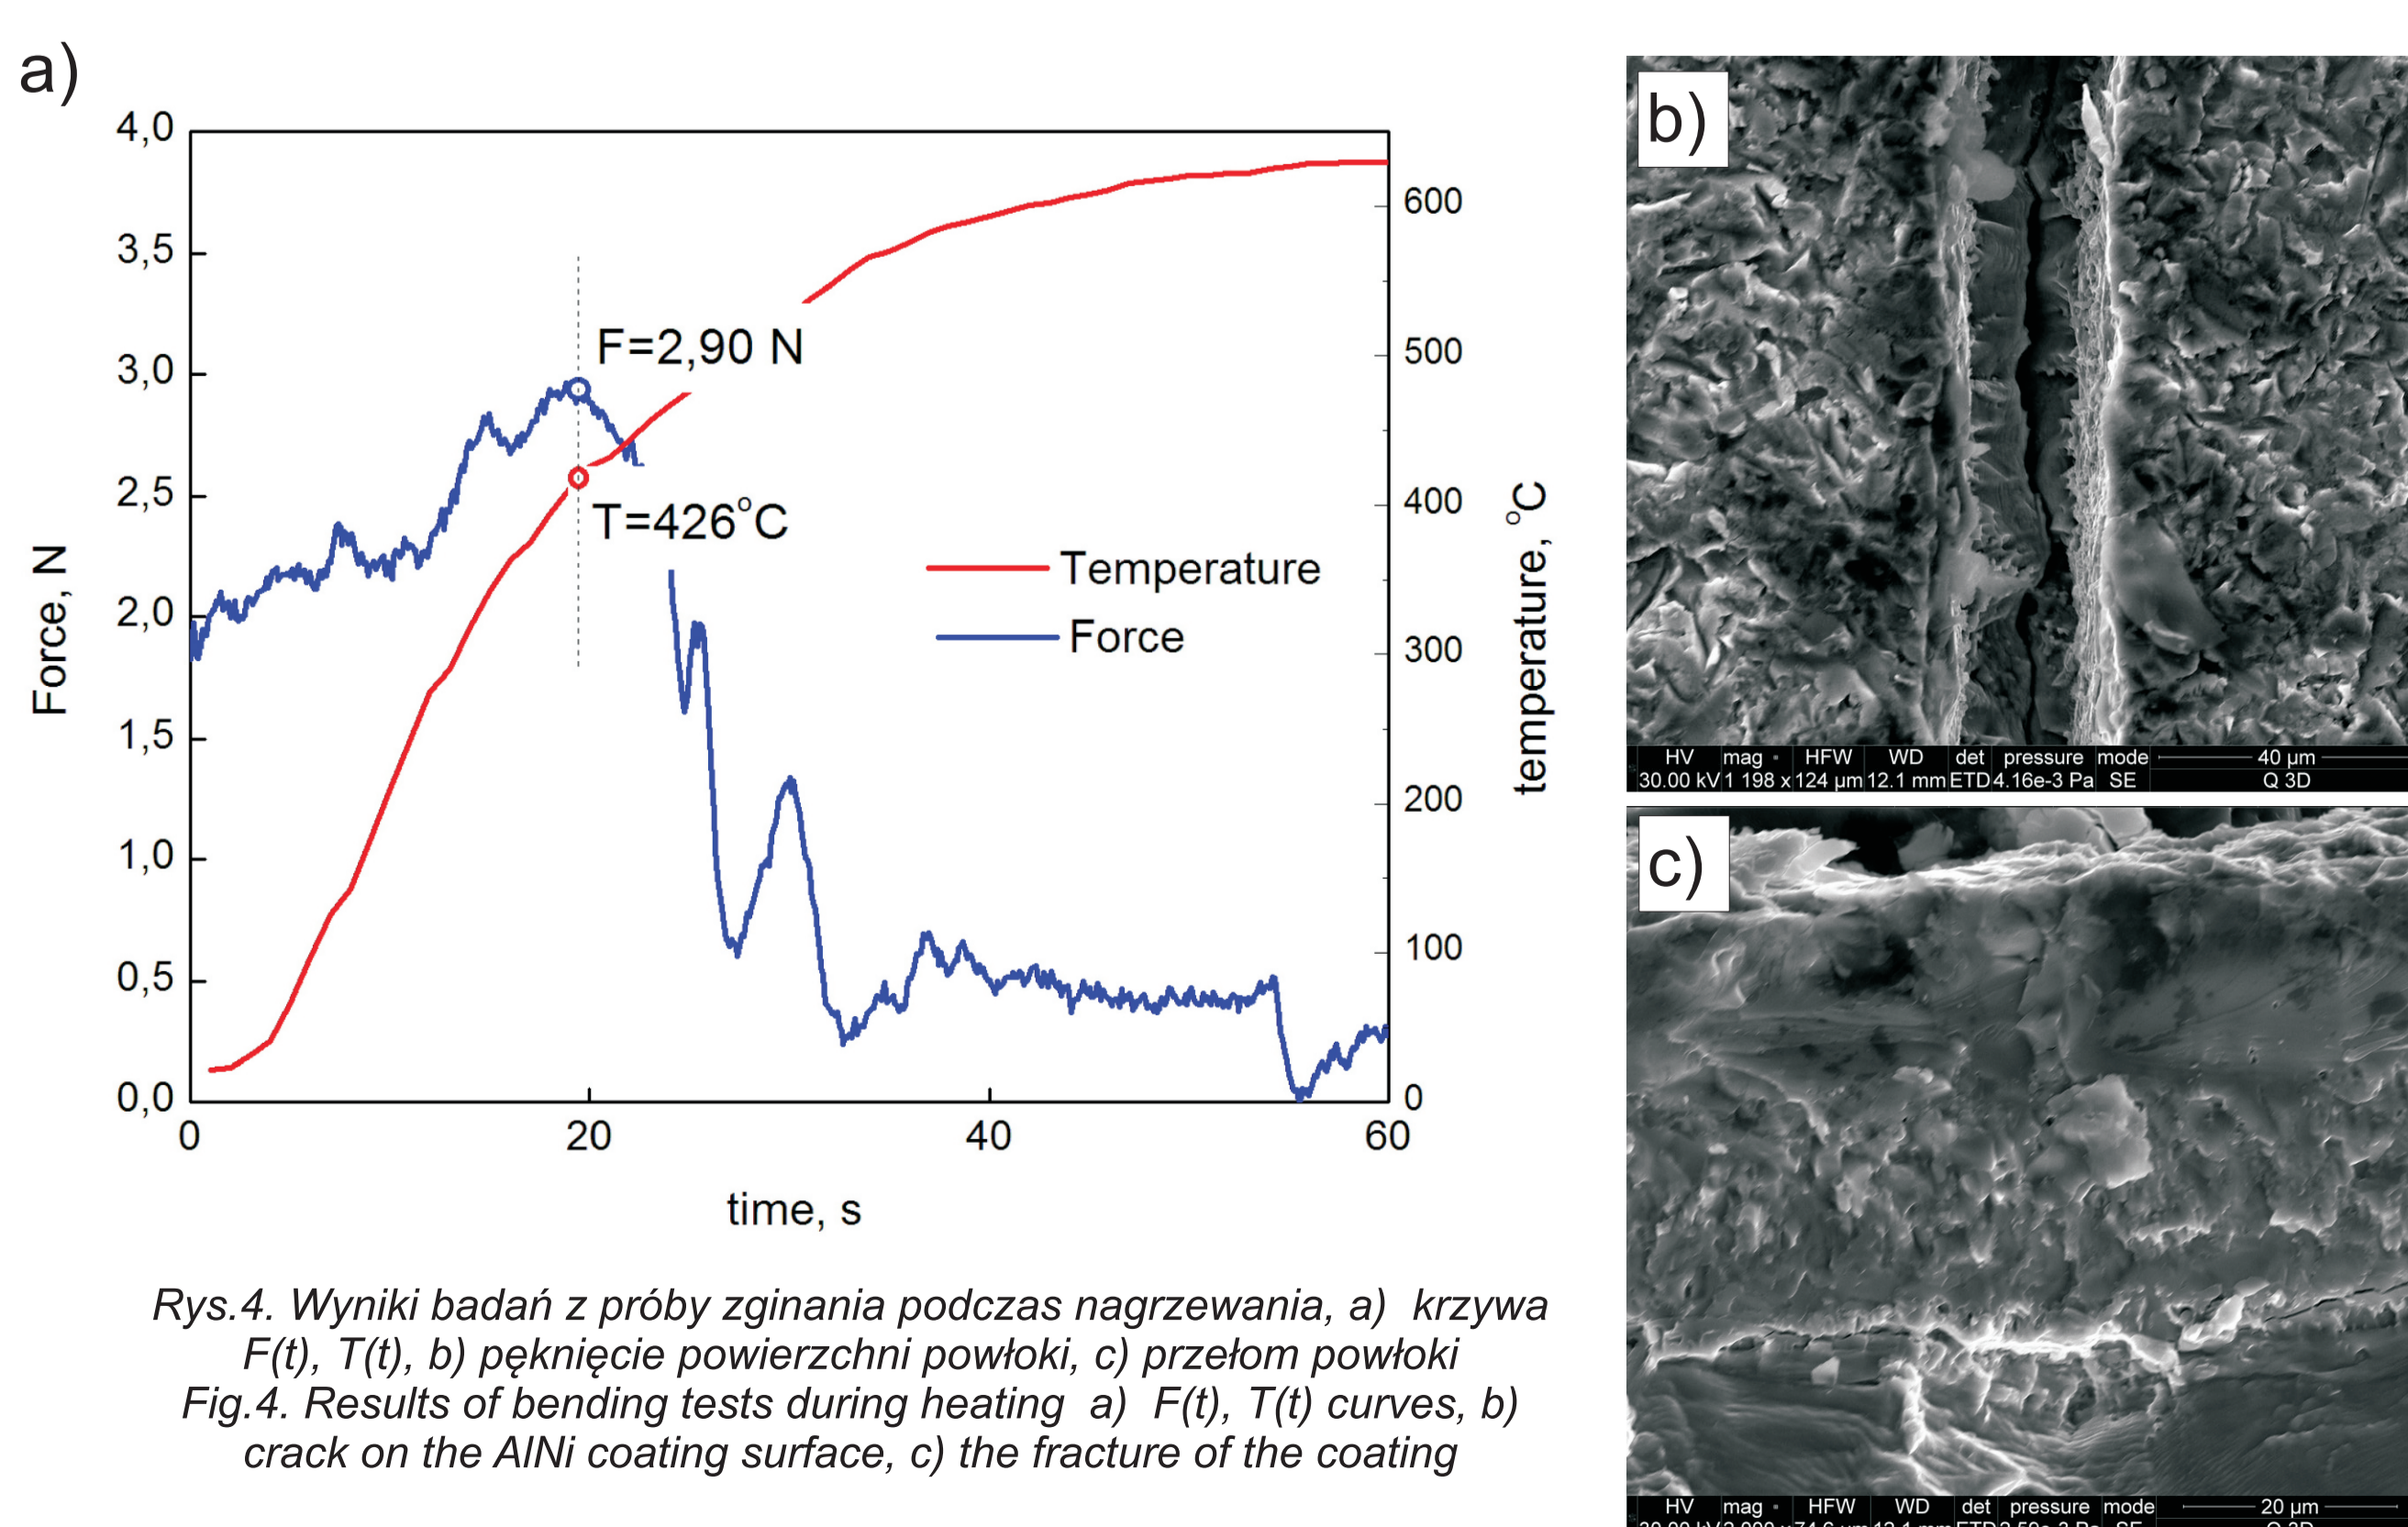 a)
4,0
3,5
3,0
2,5
2,0
1,5
1,0
0,5
0,0
Force, N
F=2,90 N
T=426°C
Temperature
Force
600
500
400
300
200
100
0
temperature, °C
0 20 40 60
time, s
Rys.4. Wyniki badań z próby zginania podczas nagrzewania, a) krzywa
F(t), T(t), b) pęknięcie powierzchni powłoki, c) przełom powłoki
Fig.4. Results of bending tests during heating a) F(t), T(t) curves, b)
crack on the AlNi coating surface, c) the fracture of the coating
b)
HV mag HFW WD det pressure mode 40 µm
30.00 kV 1 198 x 124 µm 12.1 mm ETD 4.16e-3 Pa SE Q 3D
c)
HV mag HFW WD det pressure mode 20 µm